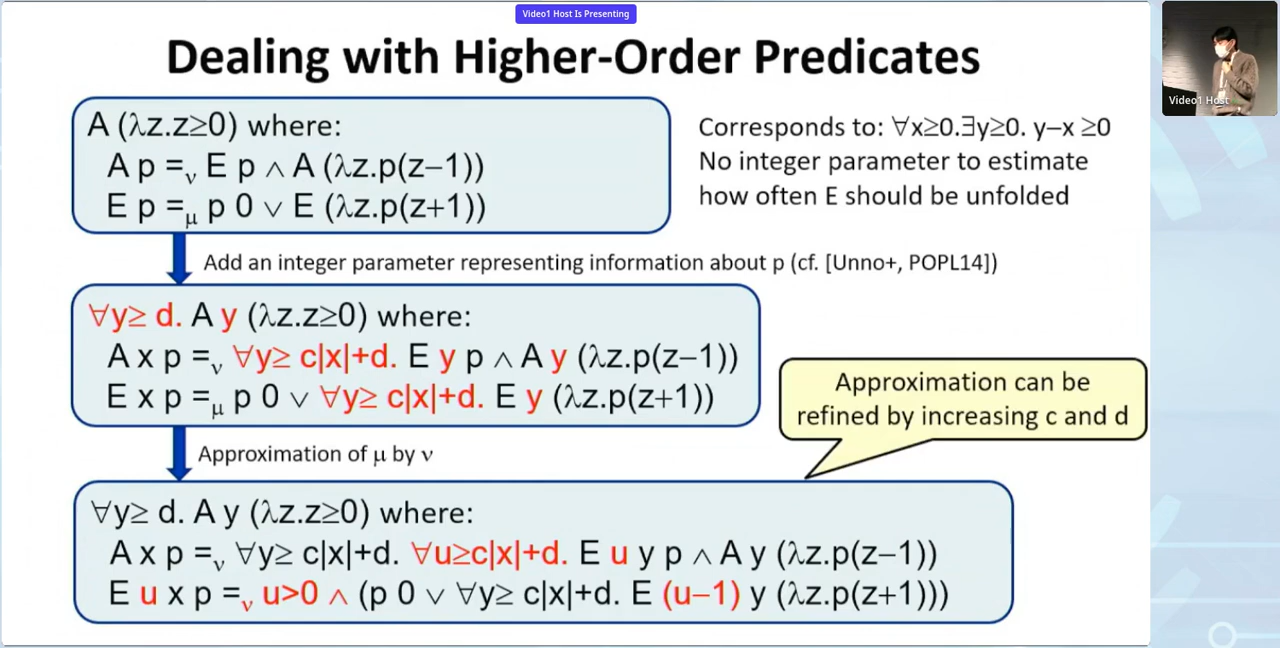 Video1 Host Is Presenting
Dealing with Higher-Order Predicates
A (λz.z≥0) where:
A p =ν E p ∧ A (λz.p(z−1))
E p =μ p 0 ∨ E (λz.p(z+1))
Corresponds to: ∀x≥0.∃y≥0. y−x ≥0
No integer parameter to estimate
how often E should be unfolded
Add an integer parameter representing information about p (cf. [Unno+, POPL14])
∀y≥ d. A y (λz.z≥0) where:
A x p =ν ∀y≥ c|x|+d. E y p ∧ A y (λz.p(z−1))
E x p =μ p 0 ∨ ∀y≥ c|x|+d. E y (λz.p(z+1))
Approximation can be
refined by increasing c and d
Approximation of μ by ν
∀y≥ d. A y (λz.z≥0) where:
A x p =ν ∀y≥ c|x|+d. ∀u≥c|x|+d. E u y p ∧ A y (λz.p(z−1))
E u x p =ν u>0 ∧ (p 0 ∨ ∀y≥ c|x|+d. E (u−1) y (λz.p(z+1)))
Video1 Host